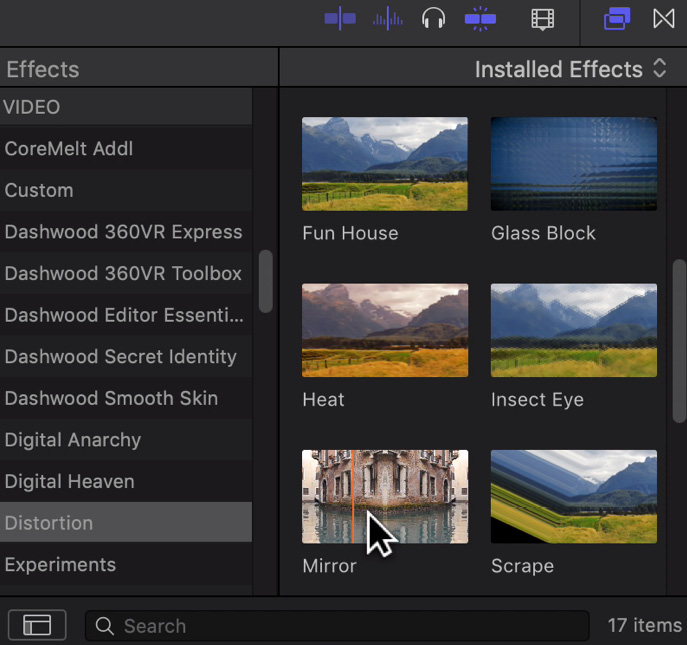 Effects
Installed Effects
VIDEO
CoreMelt Addl
Custom
Dashwood 360VR Express
Dashwood 360VR Toolbox
Dashwood Editor Essenti...
Dashwood Secret Identity
Dashwood Smooth Skin
Digital Anarchy
Digital Heaven
Distortion
Experiments
Fun House
Glass Block
Heat
Insect Eye
Mirror
Scrape
Search
17 items